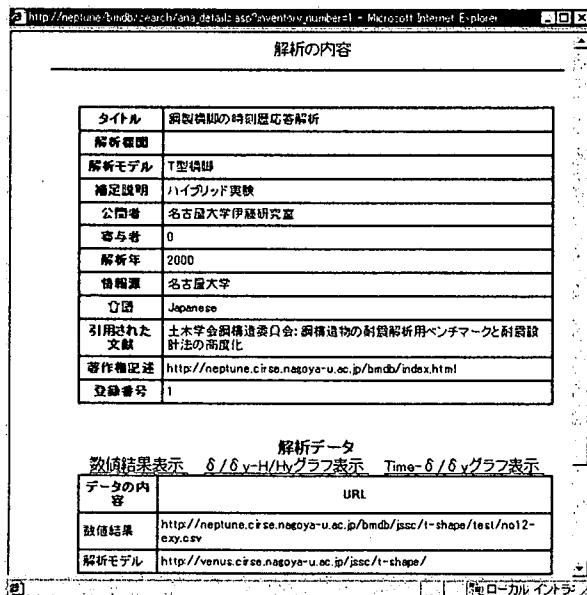 http://neptune/bmdb/search/ana_details.asp?inventory_number=1 - Microsoft Internet Explorer
解析の内容
タイトル 鋼製橋脚の時刻歴応答解析
解析機関
解析モデル T型橋脚
補足説明 ハイブリッド実験
公開者 名古屋大学伊藤研究室
寄与者 0
解析年 2000
情報源 名古屋大学
言語 Japanese
引用された 土木学会鋼構造委員会: 鋼構造物の耐震解析用ベンチマークと耐震設
文献 計法の高度化
著作権記述 http://neptune.cirse.nagoya-u.ac.jp/bmdb/index.html
登録番号 1
解析データ
数値結果表示 δ/δy-H/Hyグラフ表示 Time-δ/δyグラフ表示
データの内 URL
容
数値結果 http://neptune.cirse.nagoya-u.ac.jp/bmdb/jssc/t-shape/test/no12-
exy.csv
解析モデル http://venus.cirse.nagoya-u.ac.jp/jssc/t-shape/
ローカル イントラ